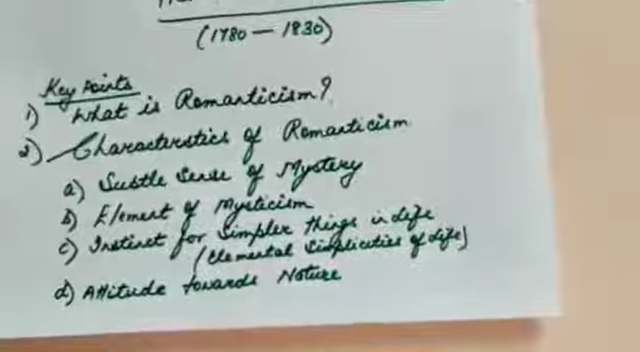 (1780 — 1830)
Key Points
1) What is Romanticism?
2) Characterstics of Romanticism
a) Subtle Sense of Mystery
b) Element of Mysticism
c) Instinct for Simpler things in life
(Elemental Simplicities of life)
d) Attitude towards Nature